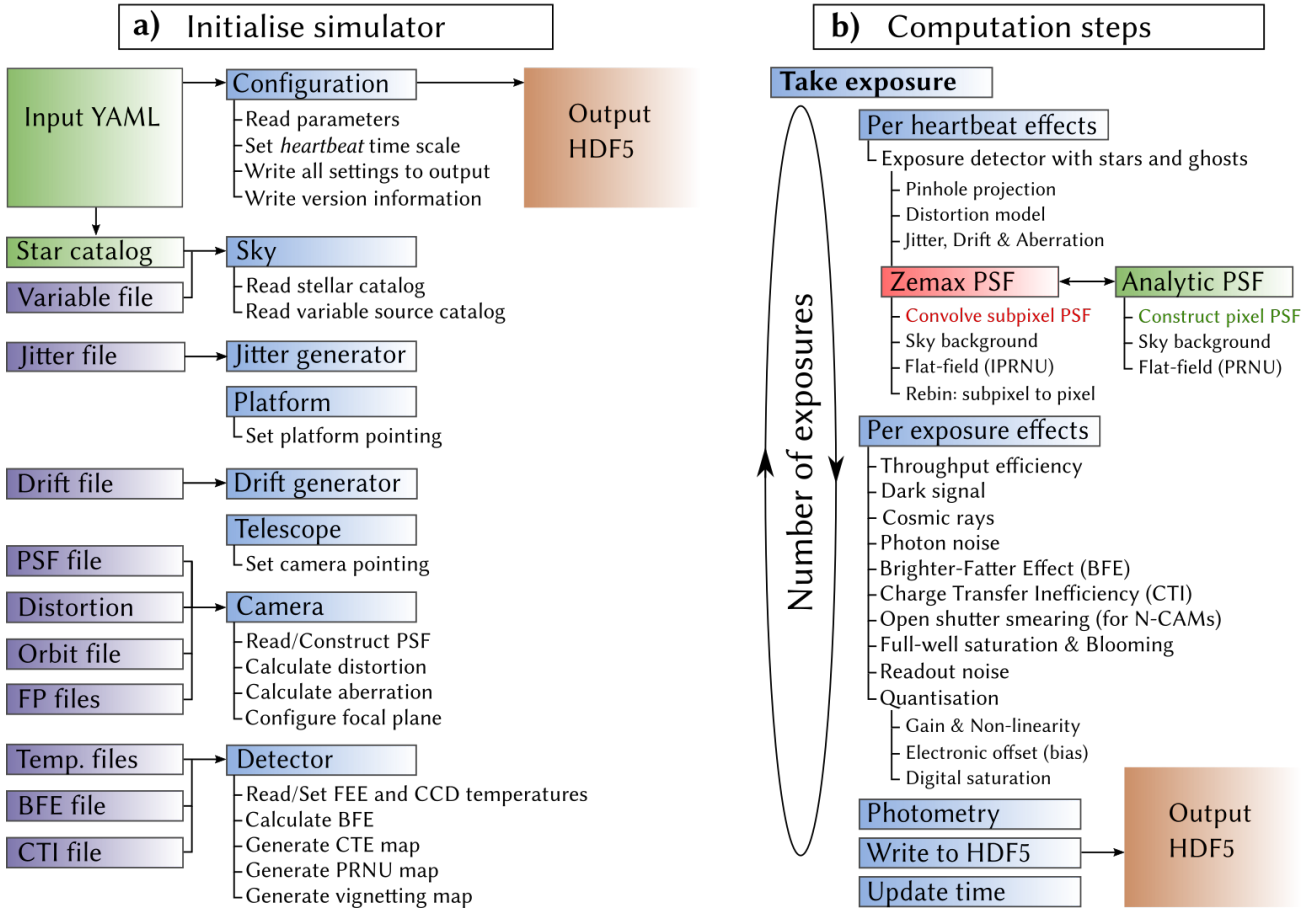 a) Initialise simulator
Input YAML
Configuration
Read parameters
Set heartbeat time scale
Write all settings to output
Write version information
Output
HDF5
Star catalog
Variable file
Sky
Read stellar catalog
Read variable source catalog
Jitter file
Jitter generator
Platform
Set platform pointing
Drift file
Drift generator
Telescope
Set camera pointing
PSF file
Distortion
Orbit file
FP files
Camera
Read/Construct PSF
Calculate distortion
Calculate aberration
Configure focal plane
Temp. files
BFE file
CTI file
Detector
Read/Set FEE and CCD temperatures
Calculate BFE
Generate CTE map
Generate PRNU map
Generate vignetting map
b) Computation steps
Take exposure
Number of exposures
Per heartbeat effects
Exposure detector with stars and ghosts
Pinhole projection
Distortion model
Jitter, Drift & Aberration
Zemax PSF
Convolve subpixel PSF
Sky background
Flat-field (IPRNU)
Rebin: subpixel to pixel
Analytic PSF
Construct pixel PSF
Sky background
Flat-field (PRNU)
Per exposure effects
Throughput efficiency
Dark signal
Cosmic rays
Photon noise
Brighter-Fatter Effect (BFE)
Charge Transfer Inefficiency (CTI)
Open shutter smearing (for N-CAMs)
Full-well saturation & Blooming
Readout noise
Quantisation
Gain & Non-linearity
Electronic offset (bias)
Digital saturation
Photometry
Write to HDF5
Update time
Output
HDF5